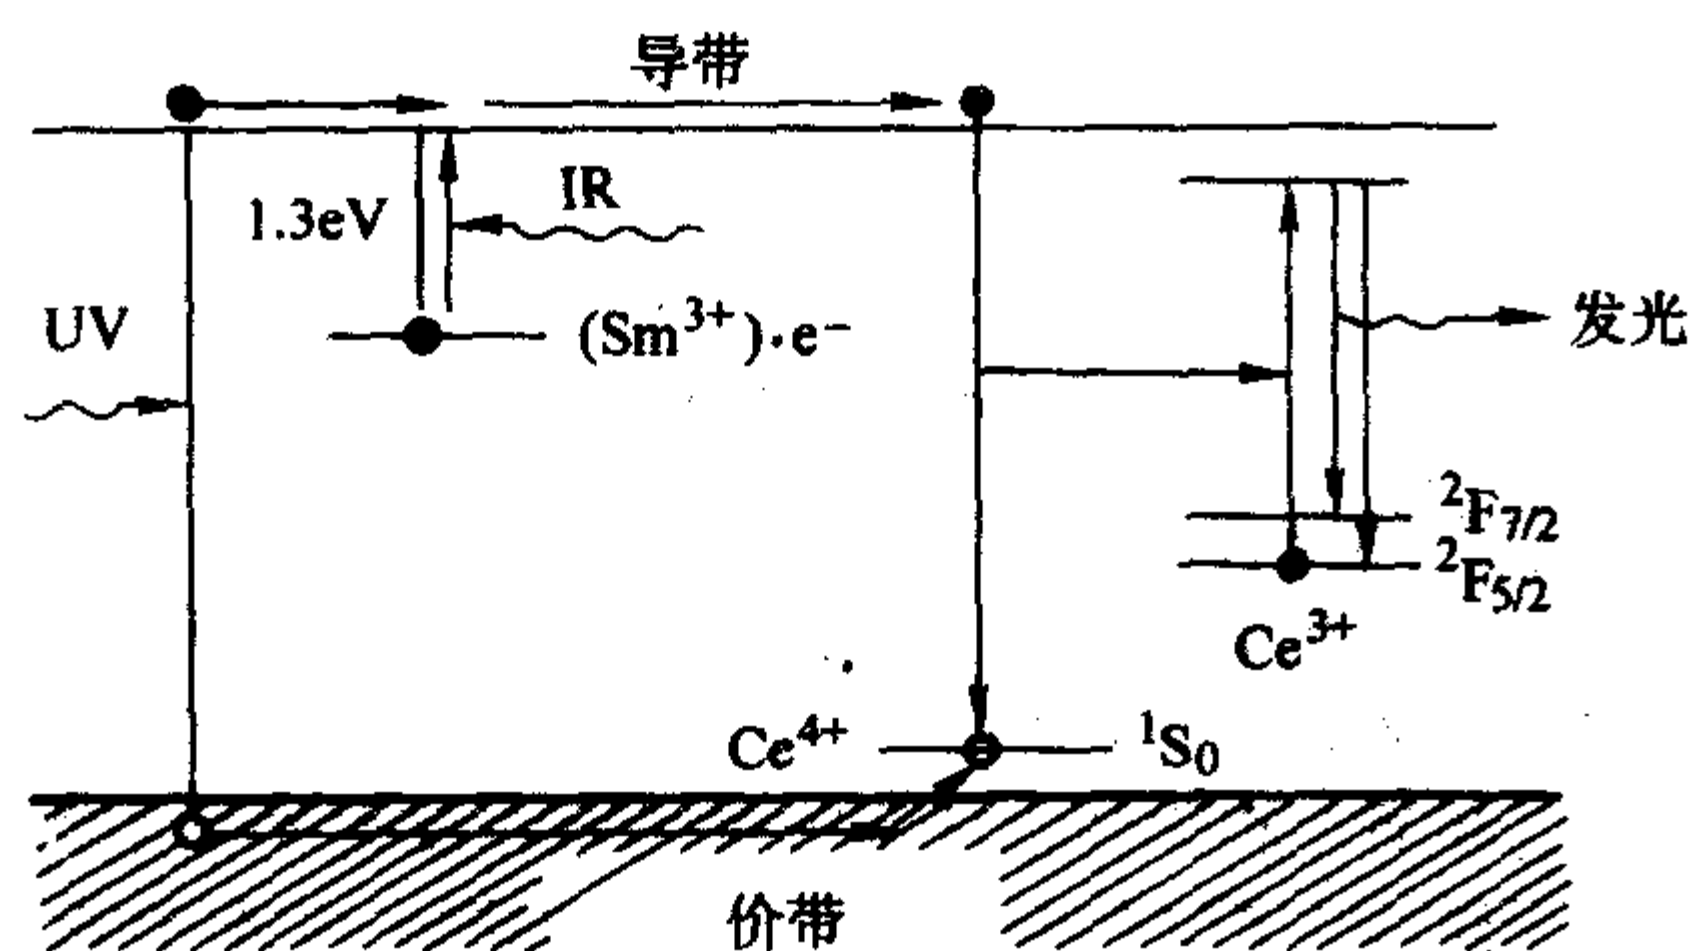 导带
IR
1.3eV
UV
(Sm³⁺)·e⁻
发光
²F₇/₂
²F₅/₂
Ce³⁺
Ce⁴⁺
¹S₀
价带